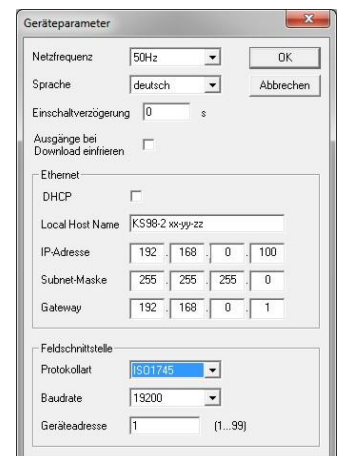 Geräteparameter
Netzfrequenz 50Hz OK
Sprache deutsch Abbrechen
Einschaltverzögerung 0 s
Ausgänge bei
Download einfrieren
Ethernet
DHCP
Local Host Name KS98-2 xx-yy-zz
IP-Adresse 192 . 168 . 0 . 100
Subnet-Maske 255 . 255 . 255 . 0
Gateway 192 . 168 . 0 . 1
Feldschnittstelle
Protokollart ISO1745
Baudrate 19200
Geräteadresse 1 (1...99)